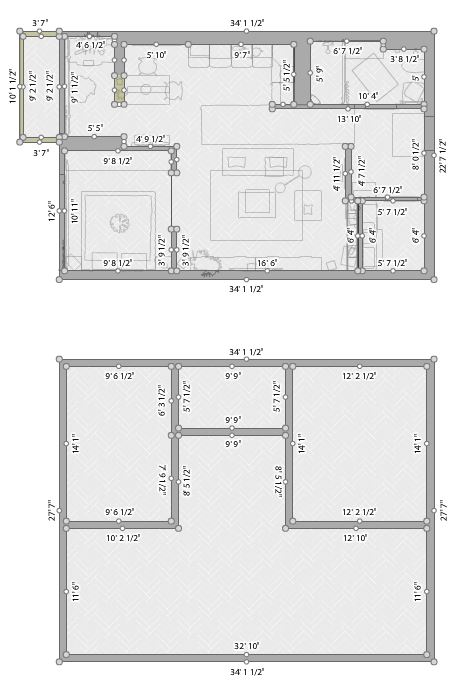 3' 7"
34' 1 1/2"
4' 6 1/2"
5' 10"
9' 7"
6' 7 1/2"
3' 8 1/2"
10' 1 1/2"
9' 2 1/2"
9' 2 1/2"
9' 11 1/2"
5' 5 1/2"
5' 9"
5'
10' 4"
13' 10"
5' 5"
4' 9 1/2"
3' 7"
9' 8 1/2"
22' 7 1/2"
8' 0 1/2"
4' 11 1/2"
4' 7 1/2"
6' 7 1/2"
12' 6"
10' 11"
5' 7 1/2"
3' 9 1/2"
3' 9 1/2"
6' 4"
6' 4"
6' 4"
9' 8 1/2"
16' 6"
5' 7 1/2"
34' 1 1/2"
34' 1 1/2"
9' 6 1/2"
9' 9"
12' 2 1/2"
6' 3 1/2"
5' 7 1/2"
9' 9"
9' 9"
14' 1"
14' 1"
14' 1"
7' 9 1/2"
8' 5 1/2"
8' 5 1/2"
27' 7"
27' 7"
9' 6 1/2"
12' 2 1/2"
10' 2 1/2"
12' 10"
11' 6"
11' 6"
32' 10"
34' 1 1/2"